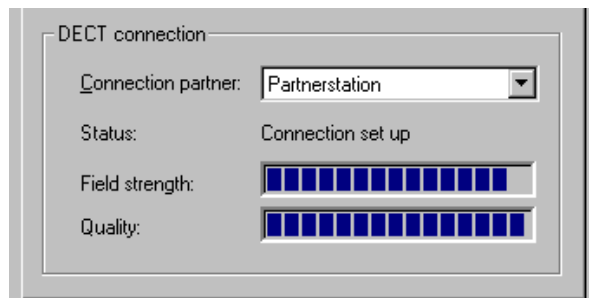 DECT connection
Connection partner: Partnerstation
Status: Connection set up
Field strength:
Quality: